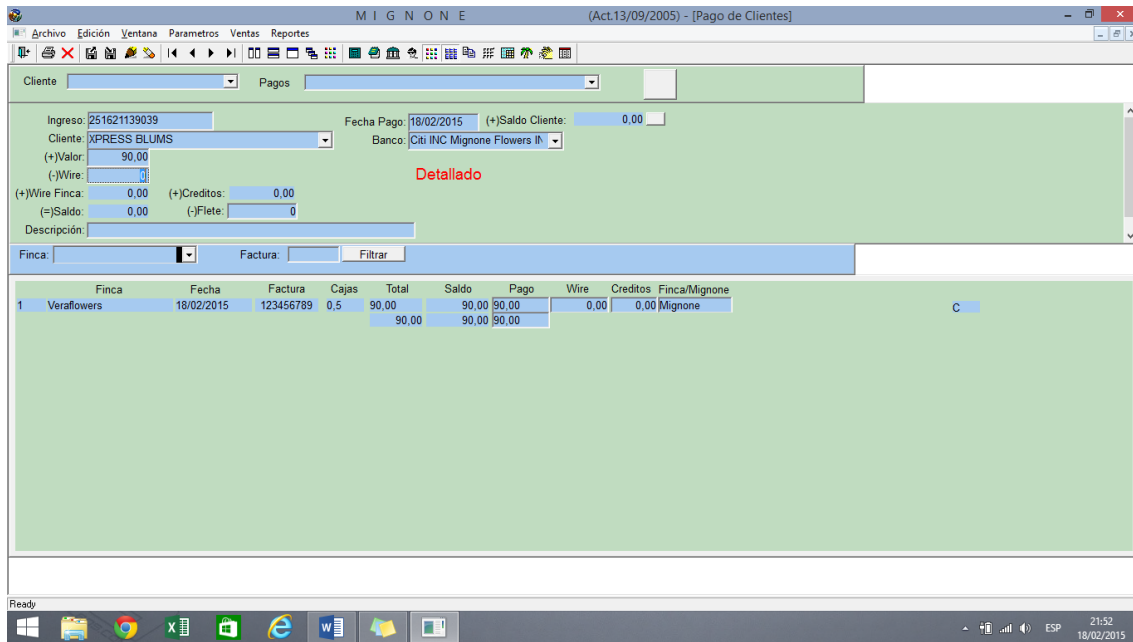 M I G N O N E (Act.13/09/2005) - [Pago de Clientes]
Archivo Edición Ventana Parametros Ventas Reportes
Cliente Pagos
Ingreso: 251621139039 Fecha Pago: 18/02/2015 (+)Saldo Cliente: 0,00
Cliente: XPRESS BLUMS Banco: Citi INC Mignone Flowers IN
(+)Valor: 90,00
(-)Wire: 0 Detallado
(+)Wire Finca: 0,00 (+)Creditos: 0,00
(=)Saldo: 0,00 (-)Flete: 0
Descripción:
Finca: Factura: Filtrar
Finca Fecha Factura Cajas Total Saldo Pago Wire Creditos Finca/Mignone
1 Veraflowers 18/02/2015 123456789 0,5 90,00 90,00 90,00 0,00 0,00 Mignone C
90,00 90,00 90,00
Ready
ESP 21:52
18/02/2015